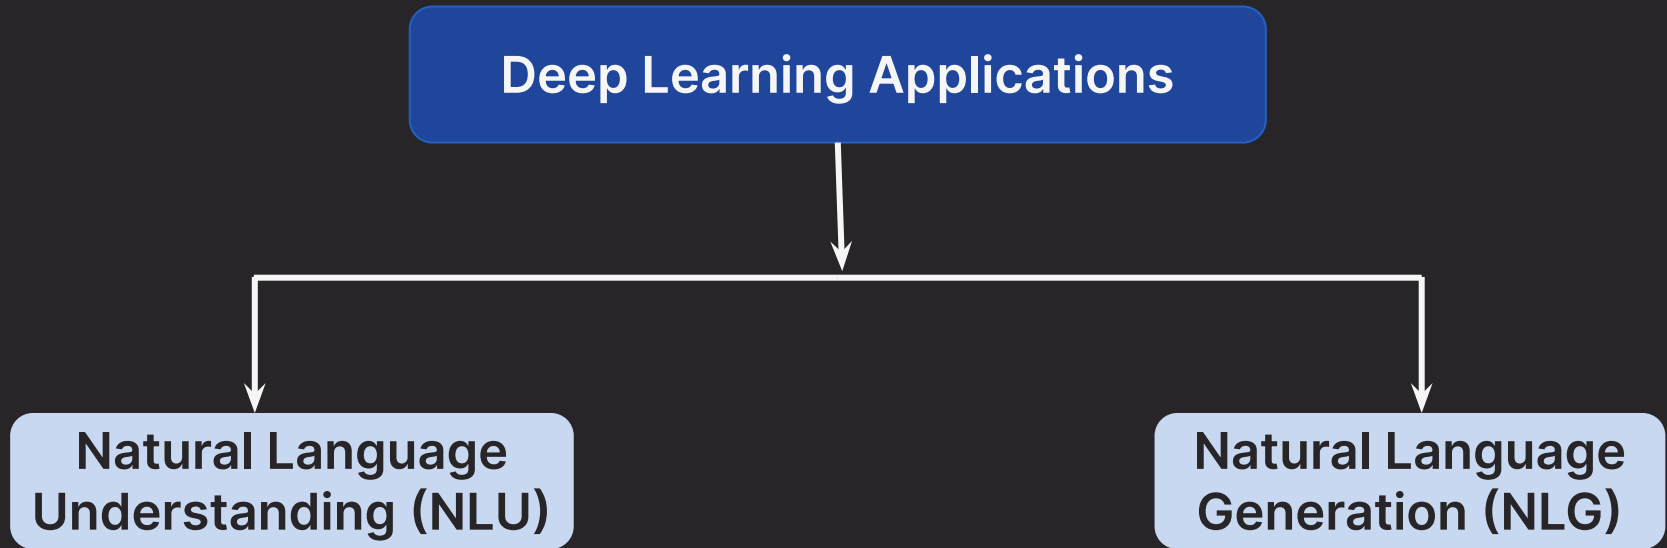 Deep Learning Applications
Natural Language
Understanding (NLU)
Natural Language
Generation (NLG)